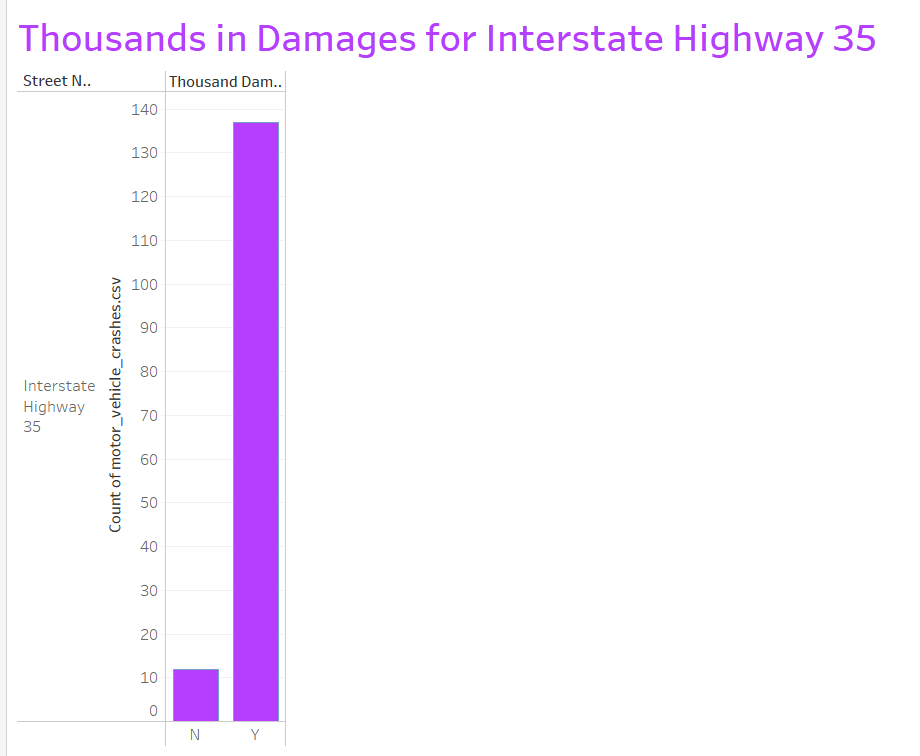 Thousands in Damages for Interstate Highway 35
Street N..
Thousand Dam..
140
130
120
110
100
90
80
70
60
50
40
30
20
10
0
Count of motor_vehicle_crashes.csv
Interstate
Highway
35
N
Y